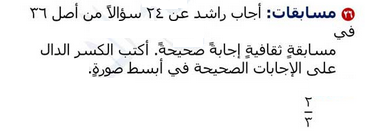 ٢٦ مسابقات: أجاب راشد عن ٢٤ سؤالاً من أصل ٣٦
في
مسابقةٍ ثقافيةٍ إجابةً صحيحةً. أكتب الكسر الدال
على الإجابات الصحيحة في أبسط صورةٍ.
٢
٣